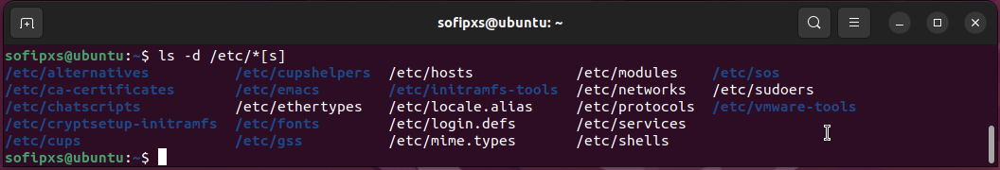 sofipxs@ubuntu: ~
sofipxs@ubuntu:~$ ls -d /etc/*[s]
/etc/alternatives /etc/cupshelpers /etc/hosts /etc/modules /etc/sos
/etc/ca-certificates /etc/emacs /etc/initramfs-tools /etc/networks /etc/sudoers
/etc/chatscripts /etc/ethertypes /etc/locale.alias /etc/protocols /etc/vmware-tools
/etc/cryptsetup-initramfs /etc/fonts /etc/login.defs /etc/services
/etc/cups /etc/gss /etc/mime.types /etc/shells
sofipxs@ubuntu:~$